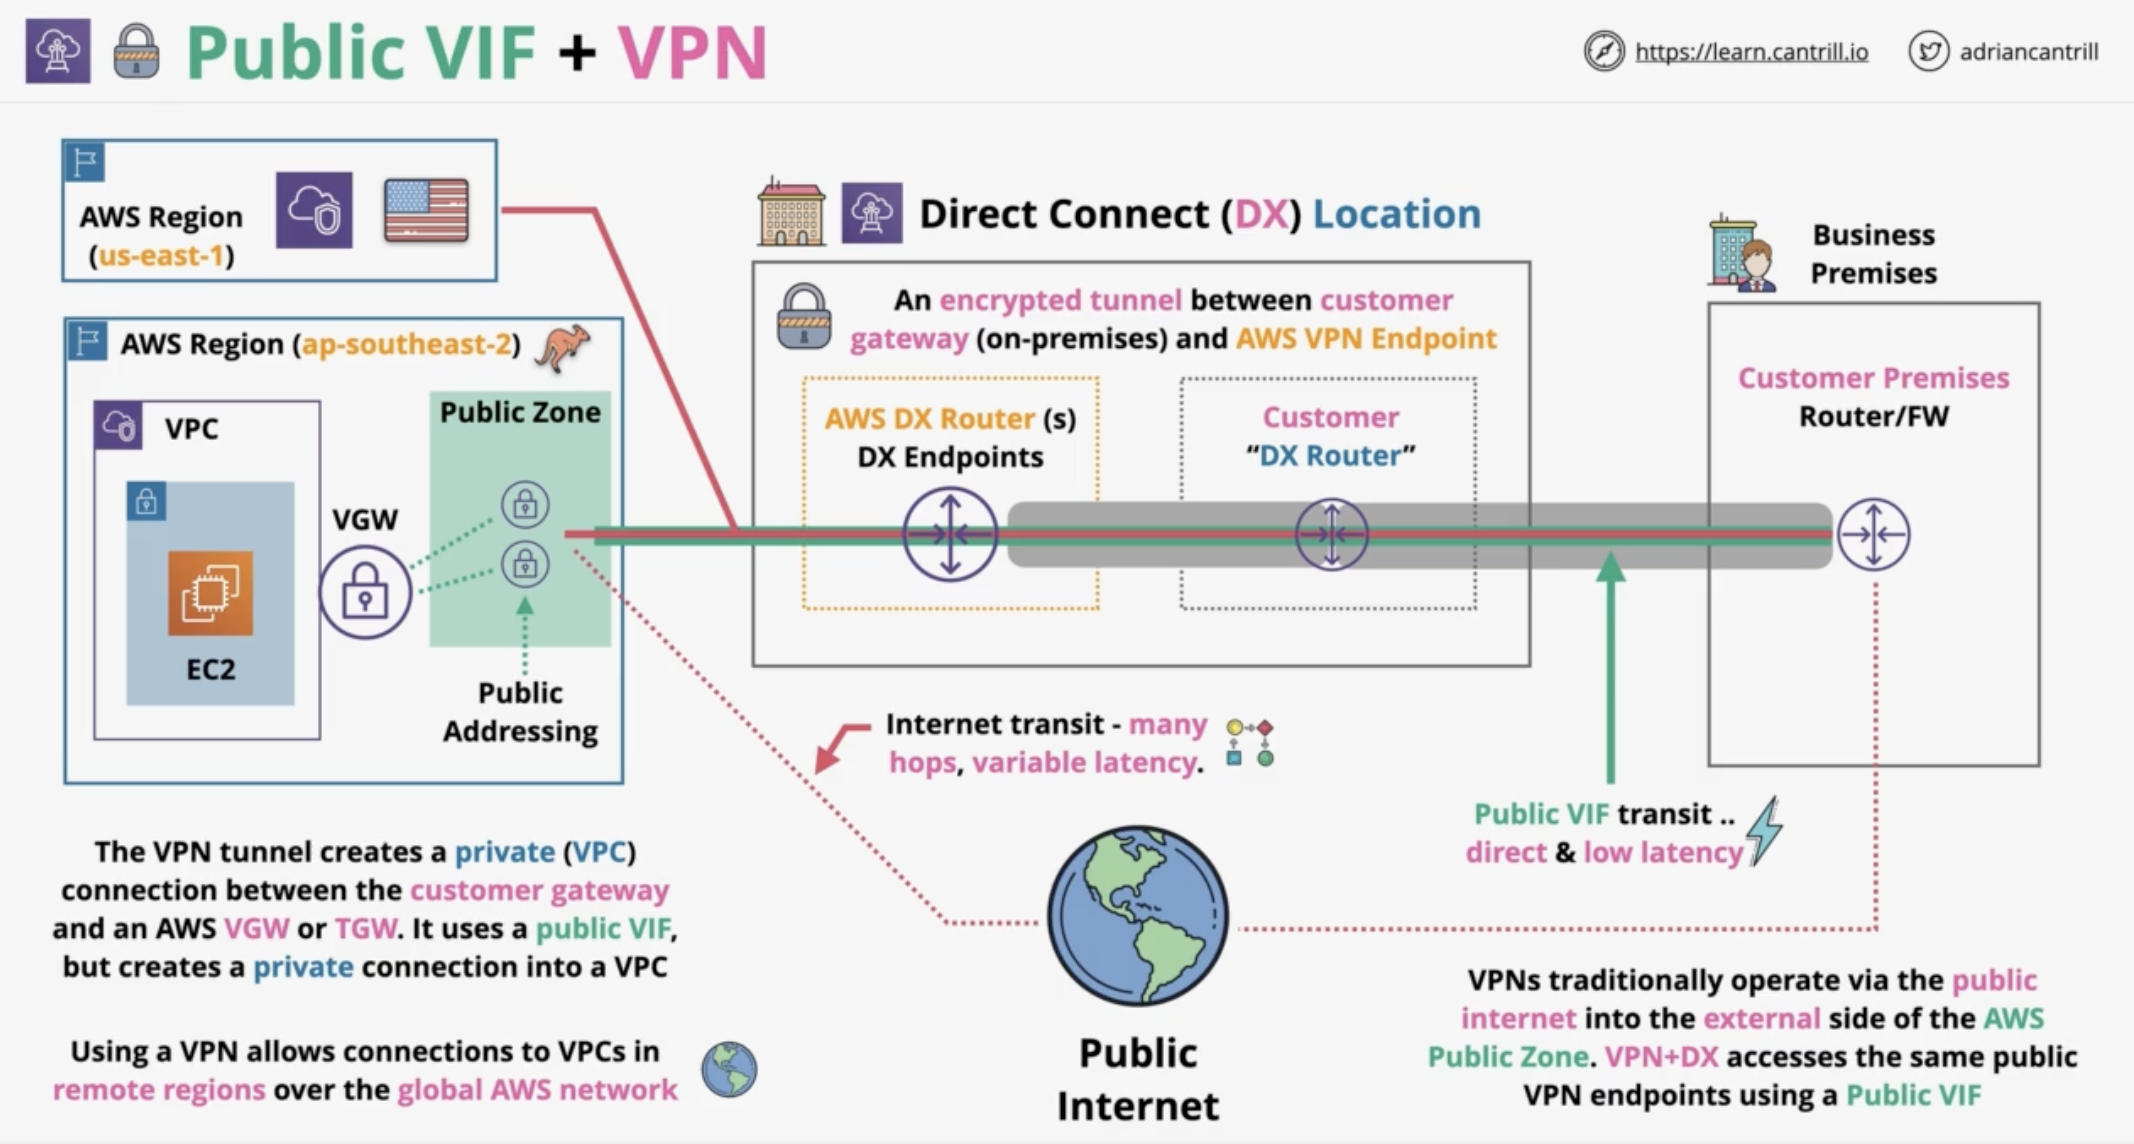 Public VIF + VPN
https://learn.cantrill.io
adriancantrill
AWS Region
(us-east-1)
AWS Region (ap-southeast-2)
VPC
EC2
VGW
Public Zone
Public
Addressing
Direct Connect (DX) Location
An encrypted tunnel between customer
gateway (on-premises) and AWS VPN Endpoint
AWS DX Router (s)
DX Endpoints
Customer
“DX Router”
Business
Premises
Customer Premises
Router/FW
Internet transit - many
hops, variable latency.
Public VIF transit ..
direct & low latency
The VPN tunnel creates a private (VPC)
connection between the customer gateway
and an AWS VGW or TGW. It uses a public VIF,
but creates a private connection into a VPC
Using a VPN allows connections to VPCs in
remote regions over the global AWS network
Public
Internet
VPNs traditionally operate via the public
internet into the external side of the AWS
Public Zone. VPN+DX accesses the same public
VPN endpoints using a Public VIF